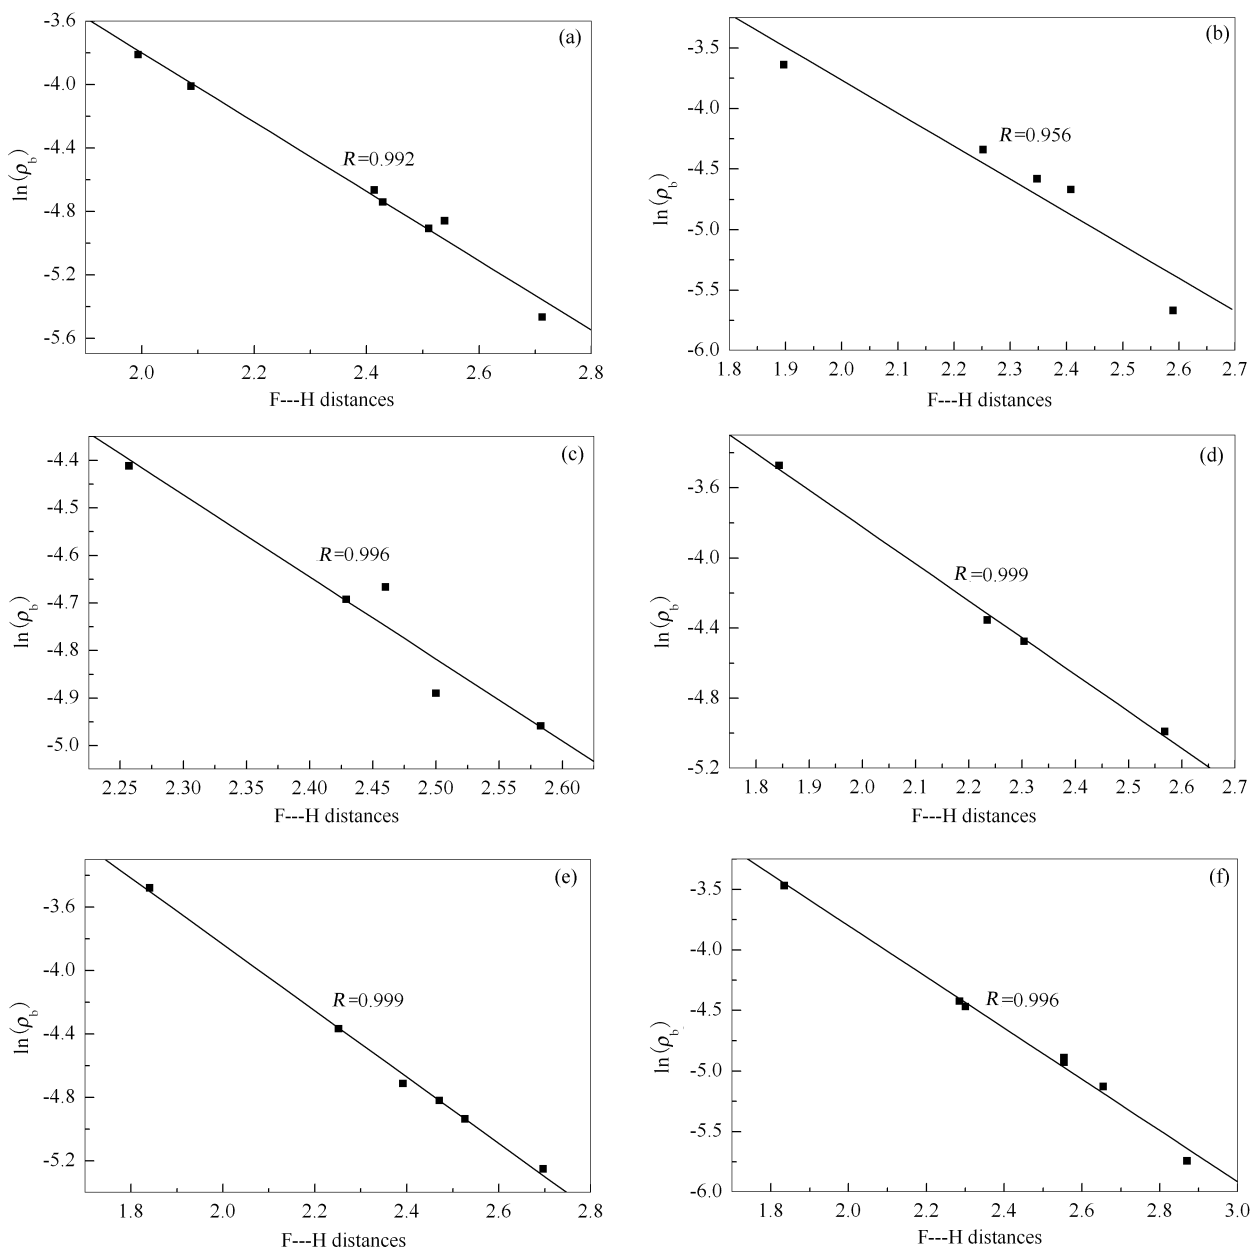 (a)
-3.6
-4.0
-4.4
-4.8
-5.2
-5.6
ln(ρb)
R=0.992
2.0 2.2 2.4 2.6 2.8
F---H distances
(b)
-3.5
-4.0
-4.5
-5.0
-5.5
-6.0
ln(ρb)
R=0.956
1.8 1.9 2.0 2.1 2.2 2.3 2.4 2.5 2.6 2.7
F---H distances
(c)
-4.4
-4.5
-4.6
-4.7
-4.8
-4.9
-5.0
ln(ρb)
R=0.996
2.25 2.30 2.35 2.40 2.45 2.50 2.55 2.60
F---H distances
(d)
-3.6
-4.0
-4.4
-4.8
-5.2
ln(ρb)
R=0.999
1.8 1.9 2.0 2.1 2.2 2.3 2.4 2.5 2.6 2.7
F---H distances
(e)
-3.6
-4.0
-4.4
-4.8
-5.2
ln(ρb)
R=0.999
1.8 2.0 2.2 2.4 2.6 2.8
F---H distances
(f)
-3.5
-4.0
-4.5
-5.0
-5.5
-6.0
ln(ρb)
R=0.996
1.8 2.0 2.2 2.4 2.6 2.8 3.0
F---H distances